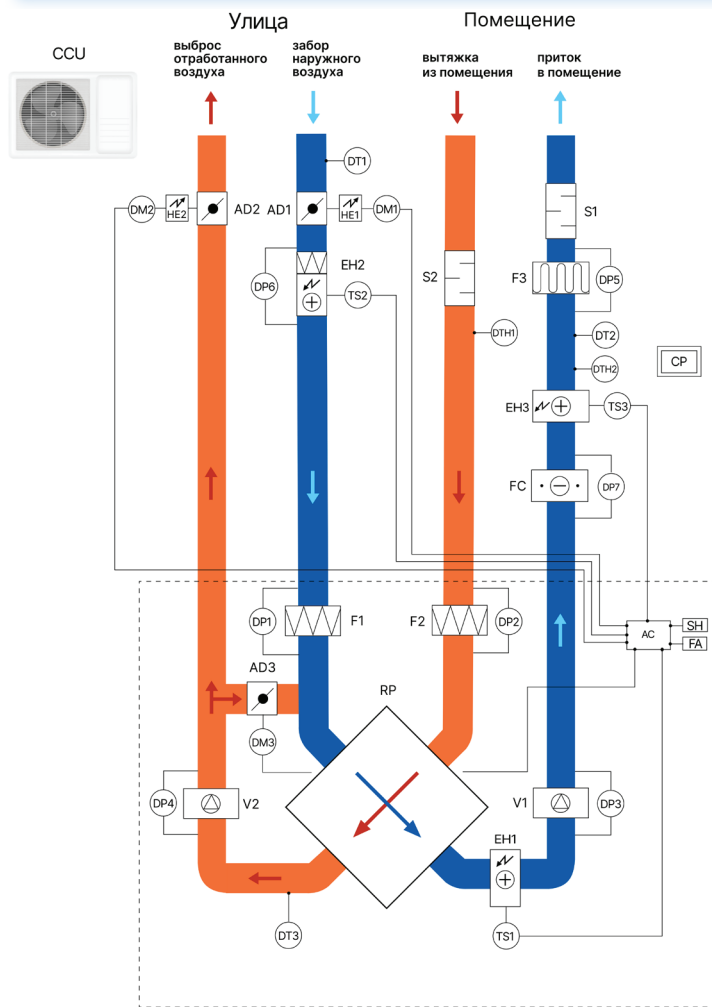 Улица
Помещение
CCU
выброс
отработанного
воздуха
забор
наружного
воздуха
вытяжка
из помещения
приток
в помещение
DT1
DM2
HE2
AD2
AD1
HE1
DM1
S1
EH2
DP6
TS2
S2
F3
DP5
DTH1
DT2
DTH2
CP
EH3
TS3
FC
DP7
DP1
F1
F2
DP2
AC
SH
FA
AD3
RP
DM3
DP4
V2
V1
DP3
EH1
DT3
TS1